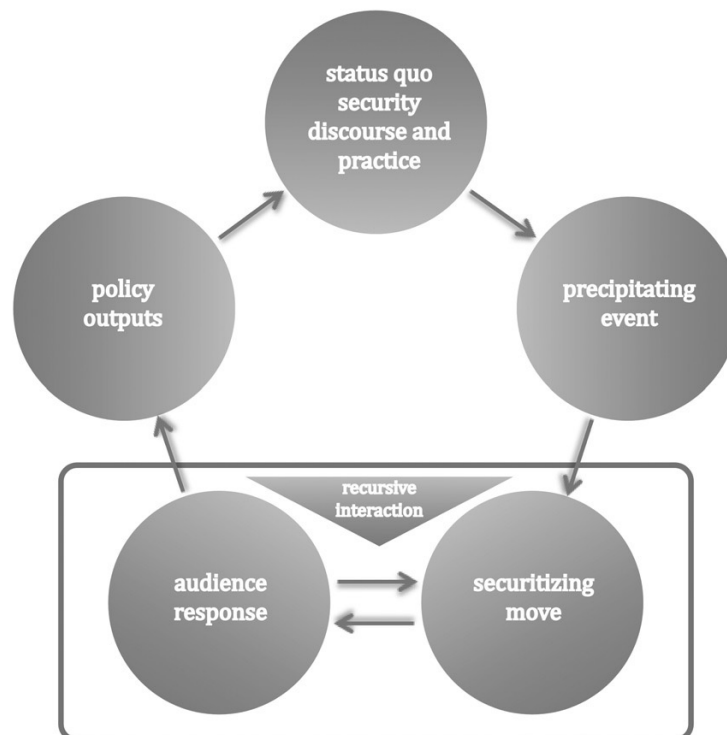 status quo
security
discourse and
practice
policy
outputs
precipitating
event
recursive
interaction
audience
response
securitizing
move